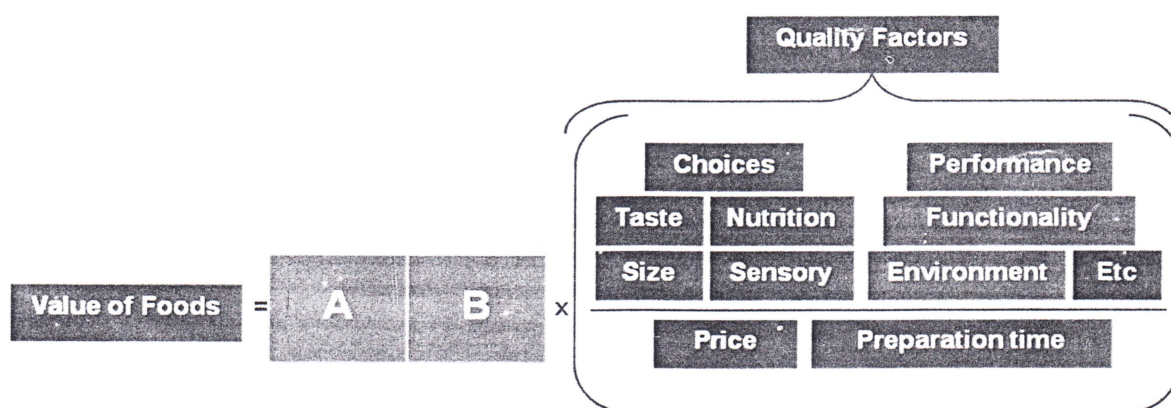 Quality Factors
Choices Performance
Taste Nutrition Functionality
Size Sensory Environment Etc
Value of Foods = A B x
Price Preparation time